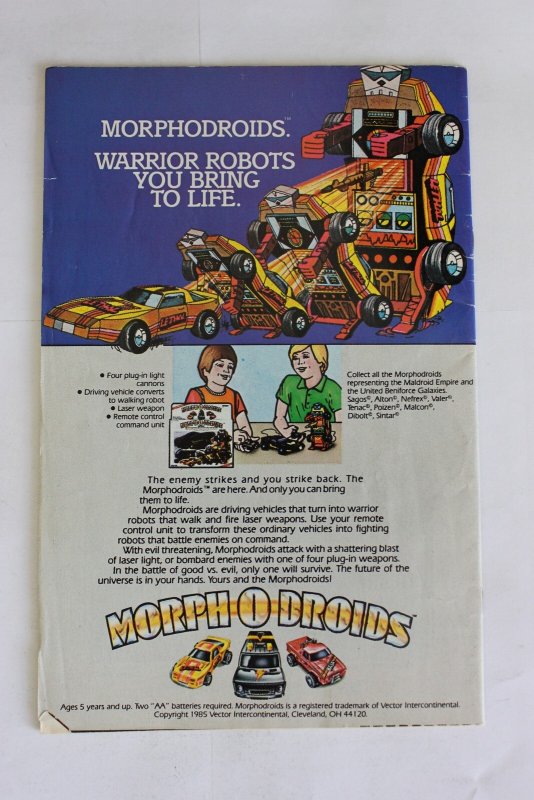 MORPHODROIDS.™
WARRIOR ROBOTS
YOU BRING
TO LIFE.
• Four plug-in light
cannons
• Driving vehicle converts
to walking robot
• Laser weapon
• Remote control
command unit
Collect all the Morphodroids
representing the Maldroid Empire and
the United Beniforce Galaxies.
Sagos©, Alton©, Nefrex©, Valer©,
Tenac©, Poizen©, Malcon©,
Dibolt©, Sintar©
The enemy strikes and you strike back. The
Morphodroids™ are here. And only you can bring
them to life.
Morphodroids are driving vehicles that turn into warrior
robots that walk and fire laser weapons. Use your remote
control unit to transform these ordinary vehicles into fighting
robots that battle enemies on command.
With evil threatening, Morphodroids attack with a shattering blast
of laser light, or bombard enemies with one of four plug-in weapons.
In the battle of good vs. evil, only one will survive. The future of the
universe is in your hands. Yours and the Morphodroids!
MORPH O DROIDS™
Ages 5 years and up. Two "AA" batteries required. Morphodroids is a registered trademark of Vector Intercontinental.
Copyright 1985 Vector Intercontinental, Cleveland, OH 44120.